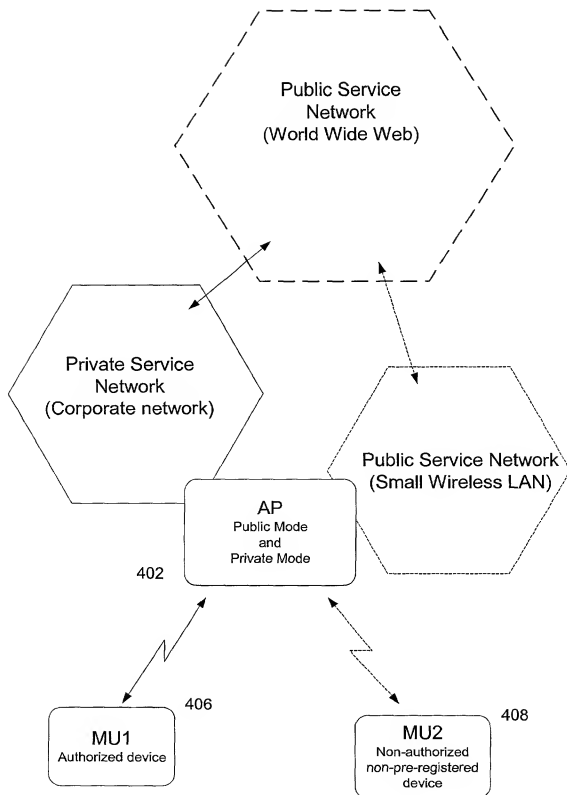 Public Service
Network
(World Wide Web)
Private Service
Network
(Corporate network)
Public Service Network
(Small Wireless LAN)
AP
Public Mode
and
Private Mode
402
406
MU1
Authorized device
408
MU2
Non-authorized
non-pre-registered
device